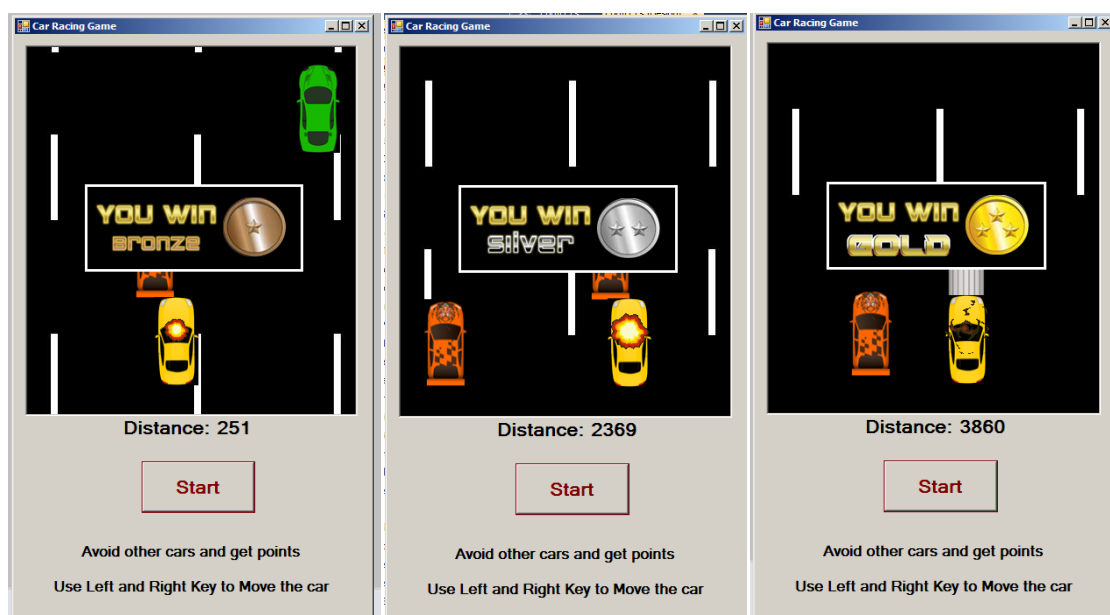 Car Racing Game
YOU WIN
BRONZE
Distance: 251
Start
Avoid other cars and get points
Use Left and Right Key to Move the car
Car Racing Game
YOU WIN
SILVER
Distance: 2369
Start
Avoid other cars and get points
Use Left and Right Key to Move the car
Car Racing Game
YOU WIN
GOLD
Distance: 3860
Start
Avoid other cars and get points
Use Left and Right Key to Move the car